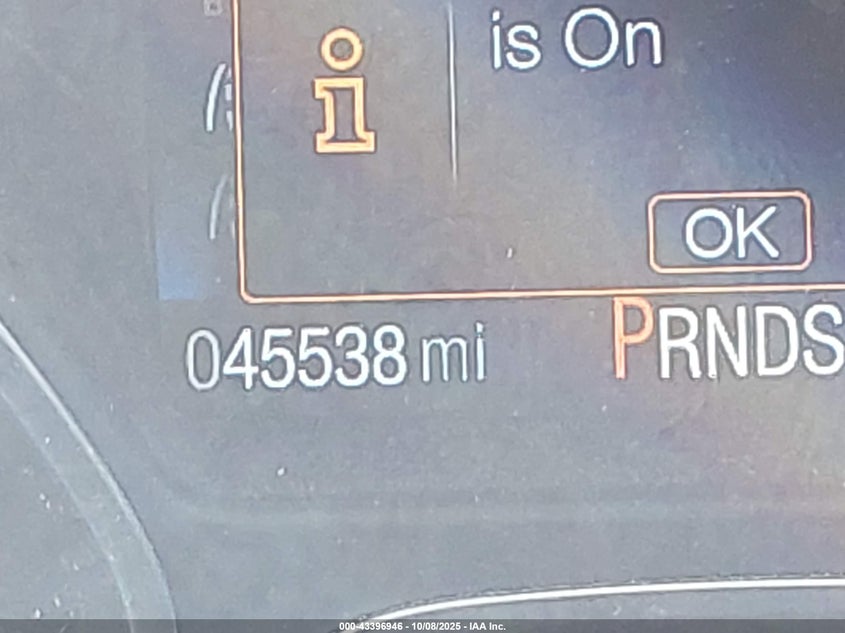 is On
OK
045538 mi
PRNDS
000-43396946 - 10/08/2025 - IAA Inc.